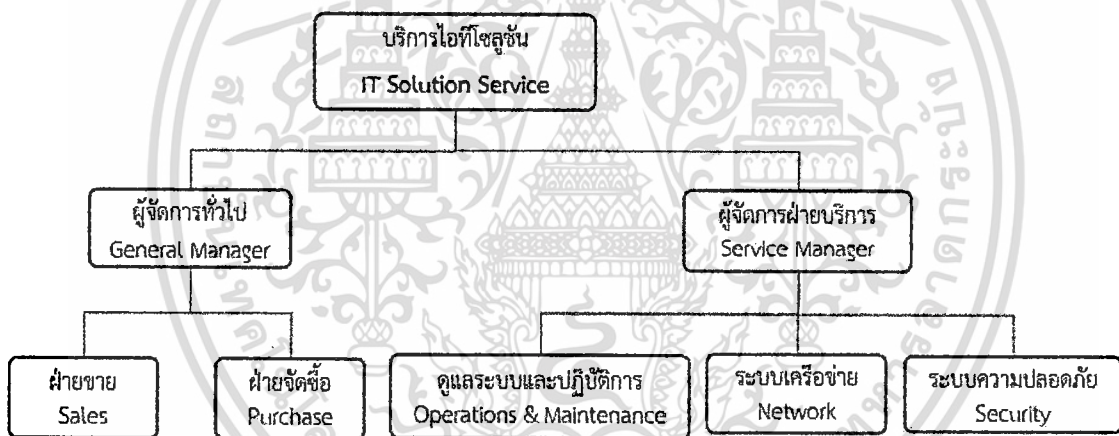 บริการไอทีโซลูชัน
IT Solution Service
ผู้จัดการทั่วไป
General Manager
ผู้จัดการฝ่ายบริการ
Service Manager
ฝ่ายขาย
Sales
ฝ่ายจัดซื้อ
Purchase
ดูแลระบบและปฏิบัติการ
Operations & Maintenance
ระบบเครือข่าย
Network
ระบบความปลอดภัย
Security